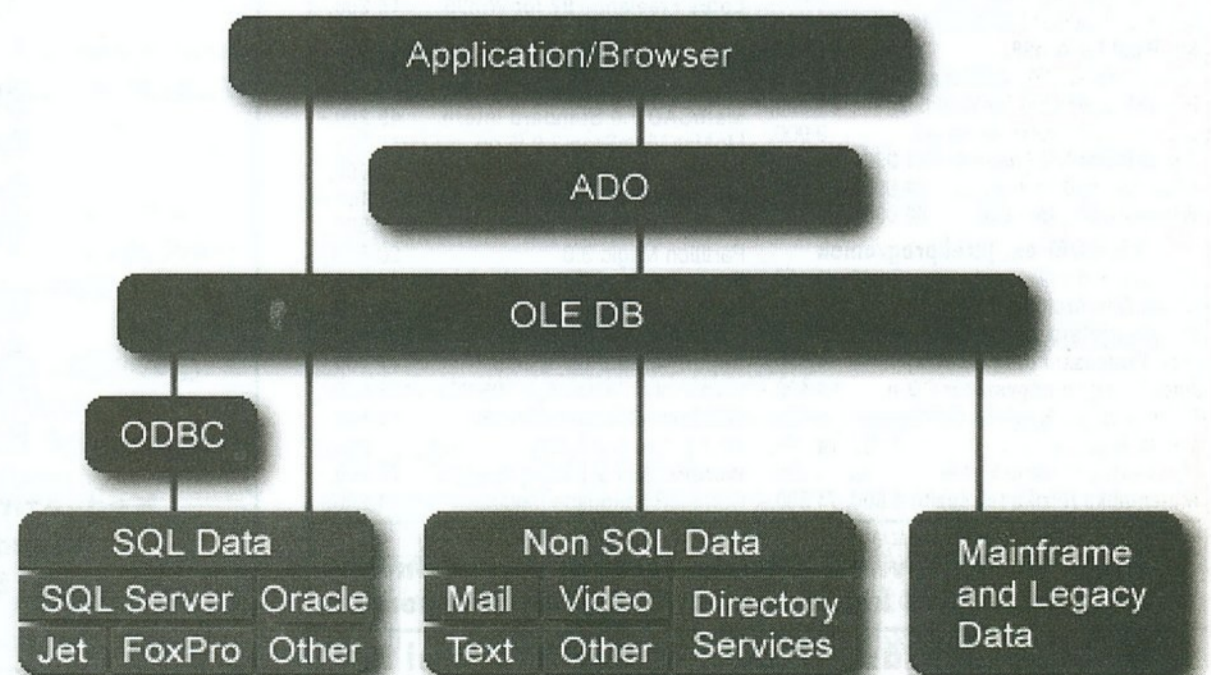 Application/Browser
ADO
OLE DB
ODBC
SQL Data
SQL Server
Oracle
Jet
FoxPro
Other
Non SQL Data
Mail
Video
Directory
Services
Text
Other
Mainframe
and Legacy
Data